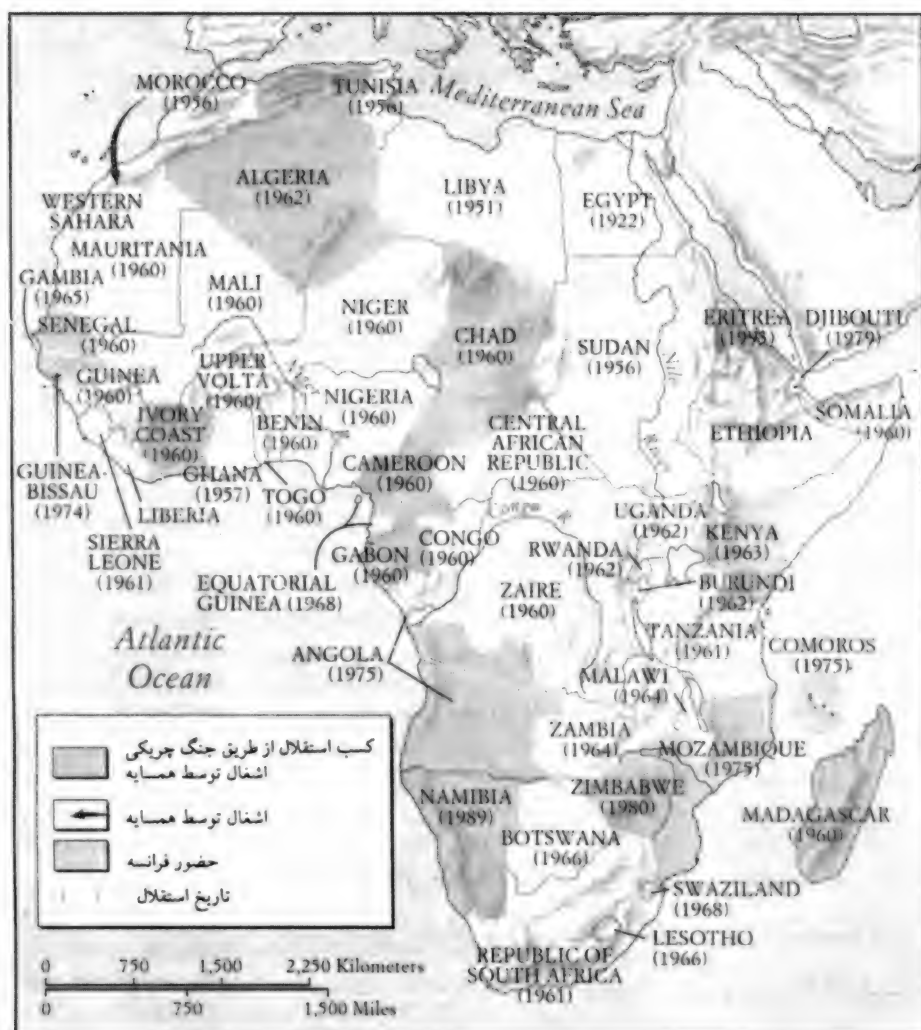 MOROCCO
(1956)
TUNISIA
(1956)
Mediterranean Sea
ALGERIA
(1962)
LIBYA
(1951)
EGYPT
(1922)
WESTERN
SAHARA
MAURITANIA
(1960)
GAMBIA
(1965)
MALI
(1960)
NIGER
(1960)
CHAD
(1960)
SUDAN
(1956)
ERITREA
(1993)
DJIBOUTI
(1979)
SENEGAL
(1960)
GUINEA
(1960)
UPPER
VOLTA
(1960)
NIGERIA
(1960)
Nile
IVORY
COAST
(1960)
BENIN
(1960)
CENTRAL
AFRICAN
REPUBLIC
(1960)
ETHIOPIA
SOMALIA
(1960)
GUINEA-
BISSAU
(1974)
GHANA
(1957)
TOGO
(1960)
CAMEROON
(1960)
LIBERIA
SIERRA
LEONE
(1961)
EQUATORIAL
GUINEA (1968)
GABON
(1960)
CONGO
(1960)
Congo R.
UGANDA
(1962)
KENYA
(1963)
RWANDA
(1962)
BURUNDI
(1962)
ZAIRE
(1960)
TANZANIA
(1961)
COMOROS
(1975)
Atlantic
Ocean
ANGOLA
(1975)
MALAWI
(1964)
ZAMBIA
(1964)
MOZAMBIQUE
(1975)
NAMIBIA
(1989)
ZIMBABWE
(1980)
MADAGASCAR
(1960)
BOTSWANA
(1966)
SWAZILAND
(1968)
LESOTHO
(1966)
REPUBLIC OF
SOUTH AFRICA
(1961)
کسب استقلال از طریق جنگ چریکی
اشغال توسط همسایه
اشغال توسط همسایه
حضور فرانسه
( ) تاریخ استقلال
0 750 1,500 2,250 Kilometers
0 750 1,500 Miles